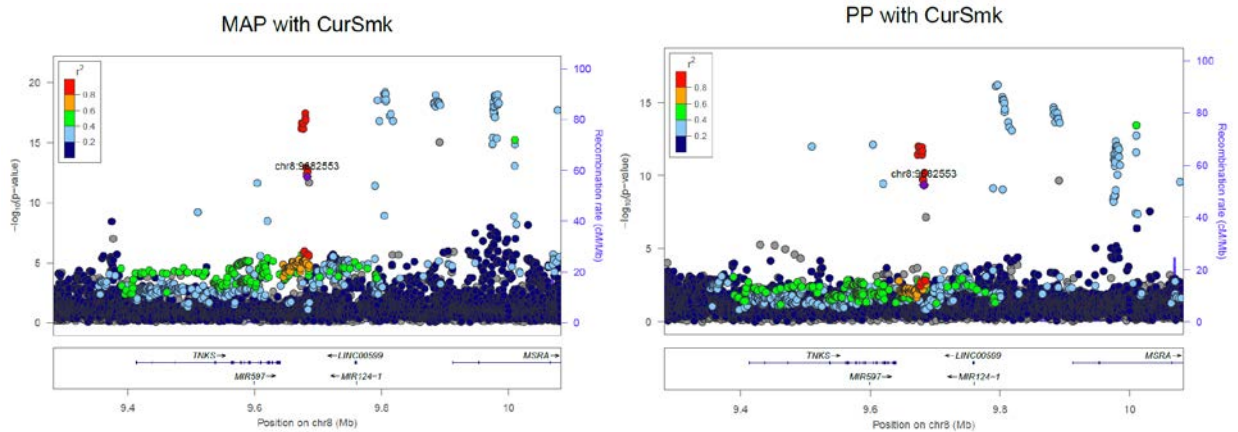 MAP with CurSmk
r²
0.8
0.6
0.4
0.2
−log₁₀(p−value)
20
15
10
5
0
chr8:9682553
Recombination rate (cM/Mb)
100
80
60
40
20
0
TNKS→ ←LINC00599 MSRA→
MIR597→ ←MIR124−1
9.4 9.6 9.8 10
Position on chr8 (Mb)
PP with CurSmk
r²
0.8
0.6
0.4
0.2
−log₁₀(p−value)
15
10
5
0
chr8:9682553
Recombination rate (cM/Mb)
100
80
60
40
20
0
TNKS→ ←LINC00599 MSRA→
MIR597→ ←MIR124−1
9.4 9.6 9.8 10
Position on chr8 (Mb)